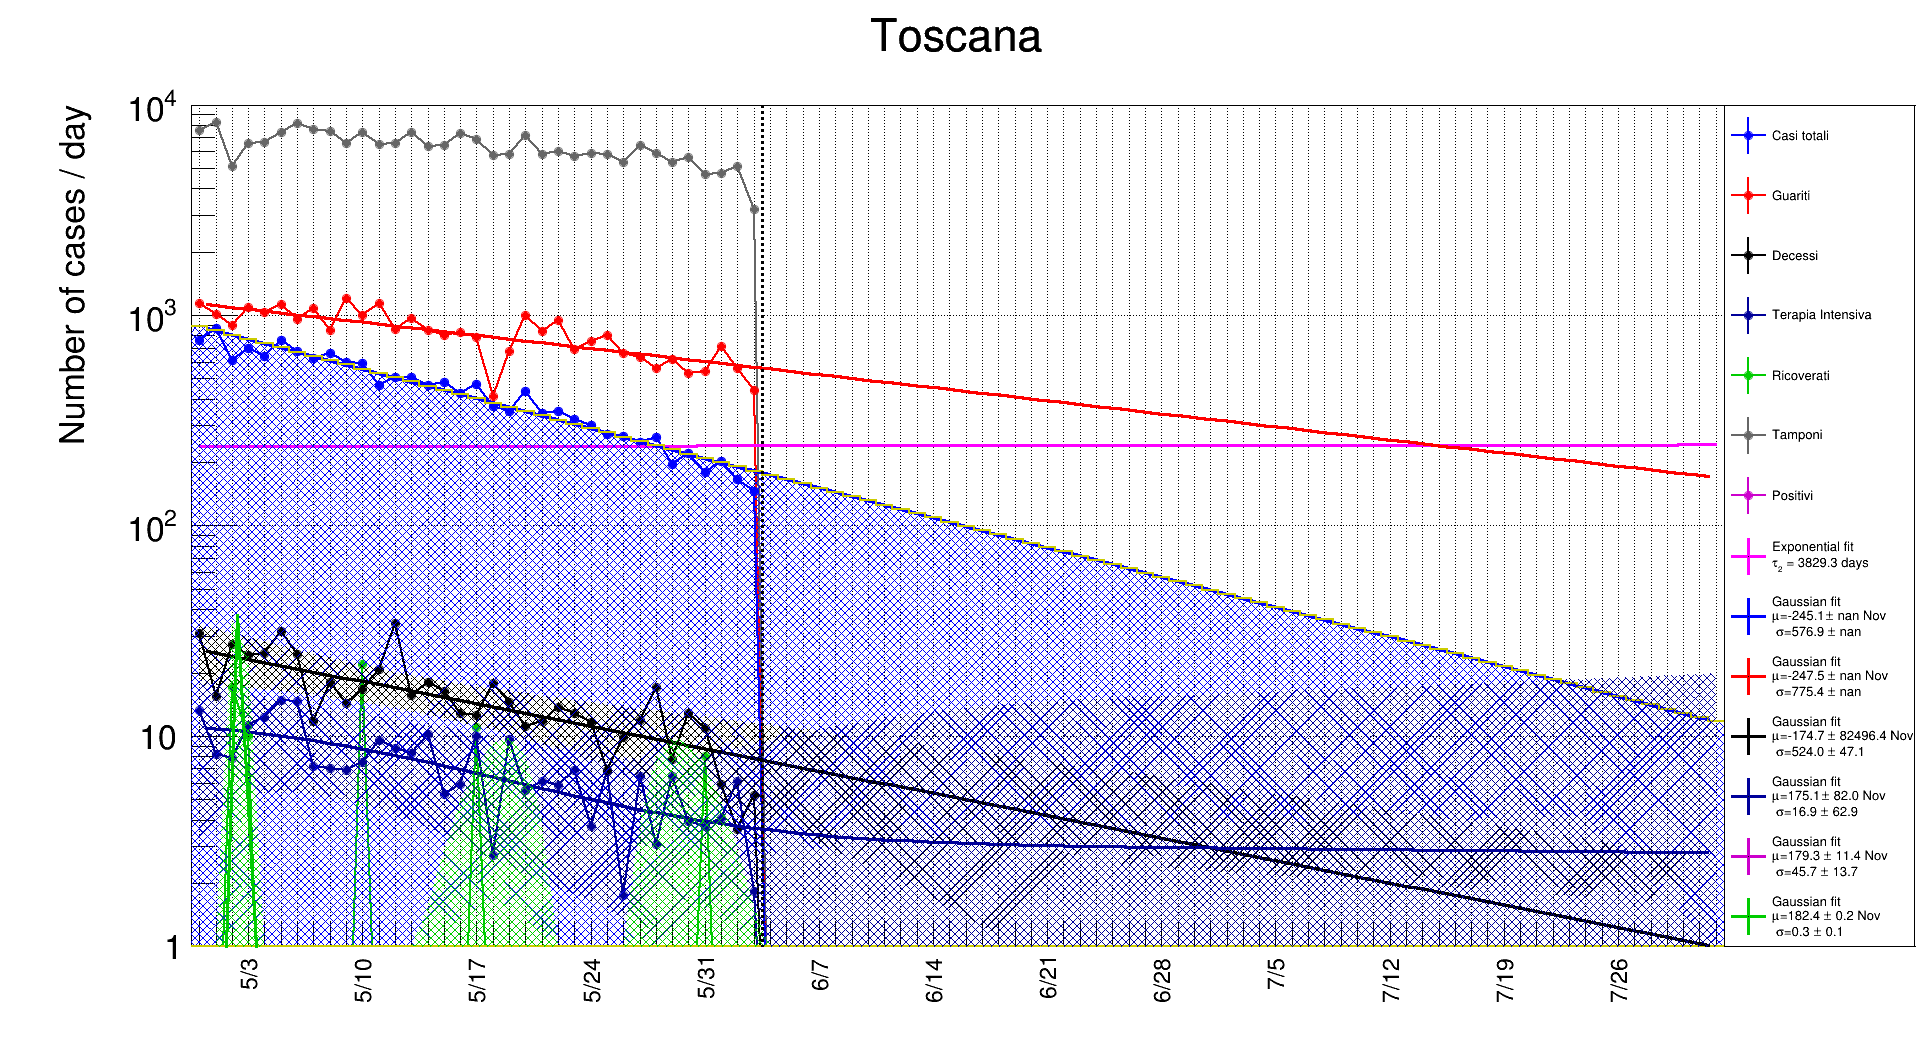 Toscana
Number of cases / day
10^4
10^3
10^2
10
1
5/3
5/10
5/17
5/24
5/31
6/7
6/14
6/21
6/28
7/5
7/12
7/19
7/26
Casi totali
Guariti
Decessi
Terapia Intensiva
Ricoverati
Tamponi
Positivi
Exponential fit
τ₂ = 3829.3 days
Gaussian fit
μ=-245.1 ± nan Nov
σ=576.9 ± nan
Gaussian fit
μ=-247.5 ± nan Nov
σ=775.4 ± nan
Gaussian fit
μ=-174.7 ± 82496.4 Nov
σ=524.0 ± 47.1
Gaussian fit
μ=175.1 ± 82.0 Nov
σ=16.9 ± 62.9
Gaussian fit
μ=179.3 ± 11.4 Nov
σ=45.7 ± 13.7
Gaussian fit
μ=182.4 ± 0.2 Nov
σ=0.3 ± 0.1